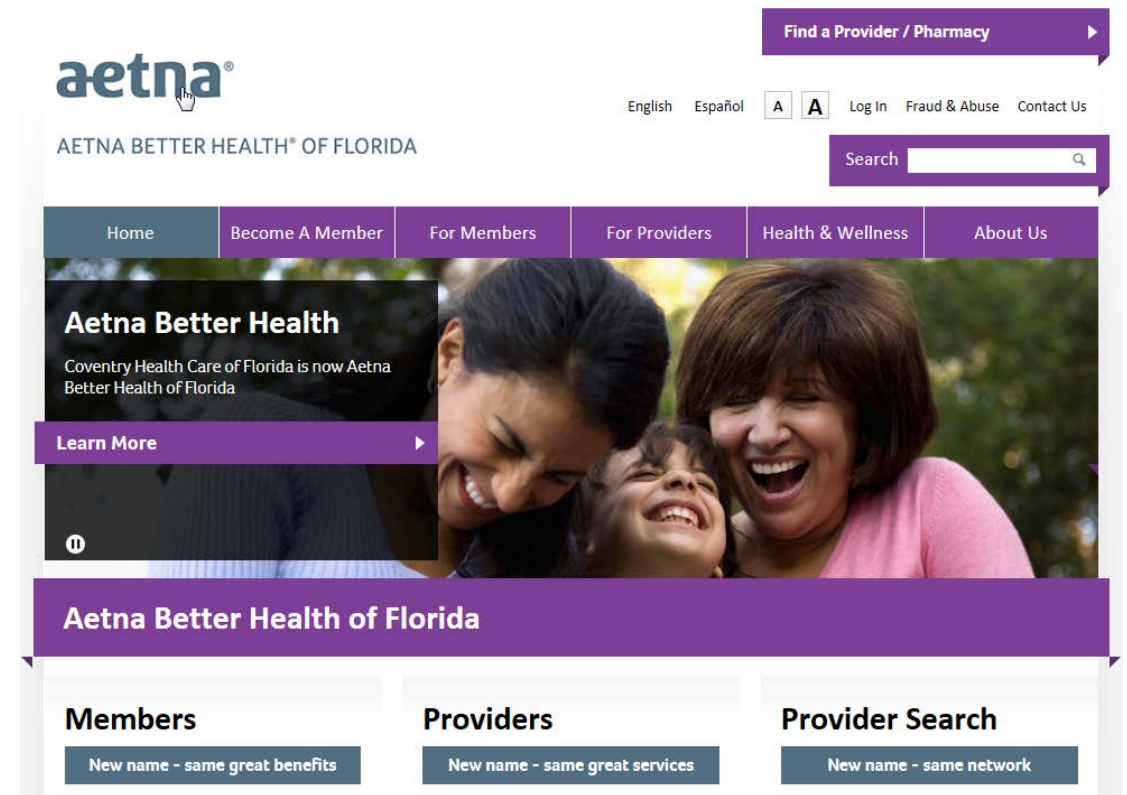 Find a Provider / Pharmacy
aetna®
English Español A A Log In Fraud & Abuse Contact Us
AETNA BETTER HEALTH® OF FLORIDA
Search
Home Become A Member For Members For Providers Health & Wellness About Us
Aetna Better Health
Coventry Health Care of Florida is now Aetna
Better Health of Florida
Learn More
Aetna Better Health of Florida
Members Providers Provider Search
New name - same great benefits New name - same great services New name - same network